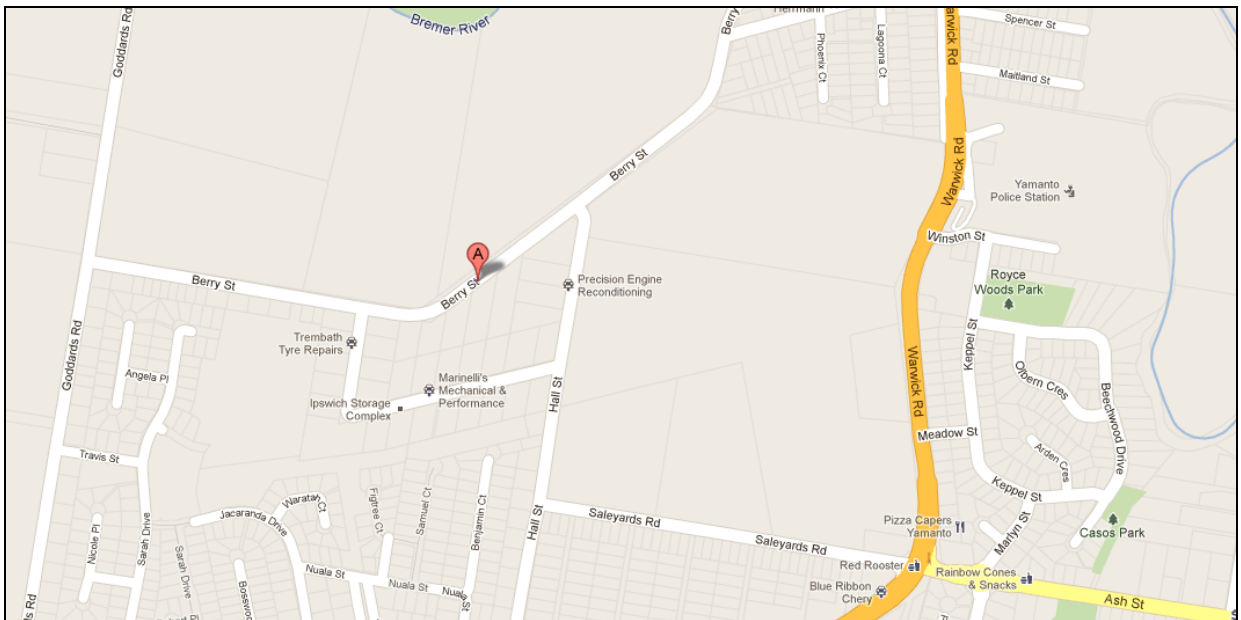 Goddards Rd
Bremer River
Berry
Herrmann
Phoenix Ct
Lagoona Ct
Warwick Rd
Spencer St
Maitland St
Berry St
Warwick Rd
Yamanto
Police Station
Winston St
A
Berry St
Berry St
Precision Engine
Reconditioning
Royce
Woods Park
Goddards Rd
Trembath
Tyre Repairs
Angela Pl
Marinelli's
Mechanical &
Performance
Ipswich Storage
Complex
Hall St
Warwick Rd
Keppel St
Olbern Cres
Beechwood Drive
Meadow St
Arden Cres
Travis St
Keppel St
Jacaranda Drive
Waratah Ct
Figtree Ct
Samuel Ct
Benjamin Ct
Hall St
Saleyards Rd
Saleyards Rd
Pizza Capers
Yamanto
Marlyn St
Casos Park
Nicole Pl
Sarah Drive
Sarah Drive
Nuala St
Nuala St
Nuala
Red Rooster
Blue Ribbon
Chery
Rainbow Cones
& Snacks
Ash St